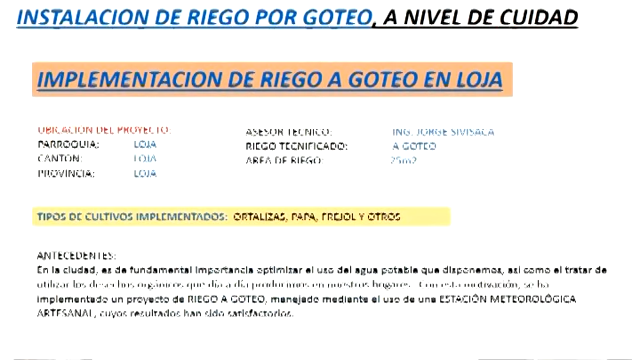 INSTALACION DE RIEGO POR GOTEO, A NIVEL DE CUIDAD
IMPLEMENTACION DE RIEGO A GOTEO EN LOJA
UBICACION DEL PROYECTO:
PARROQUIA: LOJA
CANTON: LOJA
PROVINCIA: LOJA
ASESOR TECNICO: ING. JORGE SIVISACA
RIEGO TECNIFICADO: A GOTEO
AREA DE RIEGO: 25m2
TIPOS DE CULTIVOS IMPLEMENTADOS: ORTALIZAS, PAPA, FREJOL Y OTROS
ANTECEDENTES:
En la ciudad, es de fundamental importancia optimizar el uso del agua potable que disponemos, así como el tratar de
utilizar los desechos orgánicos que día a día producimos en nuestros hogares. Con esta motivación, se ha
implementado un proyecto de RIEGO A GOTEO, manejado mediante el uso de una ESTACIÓN METEOROLÓGICA
ARTESANAL, cuyos resultados han sido satisfactorios.